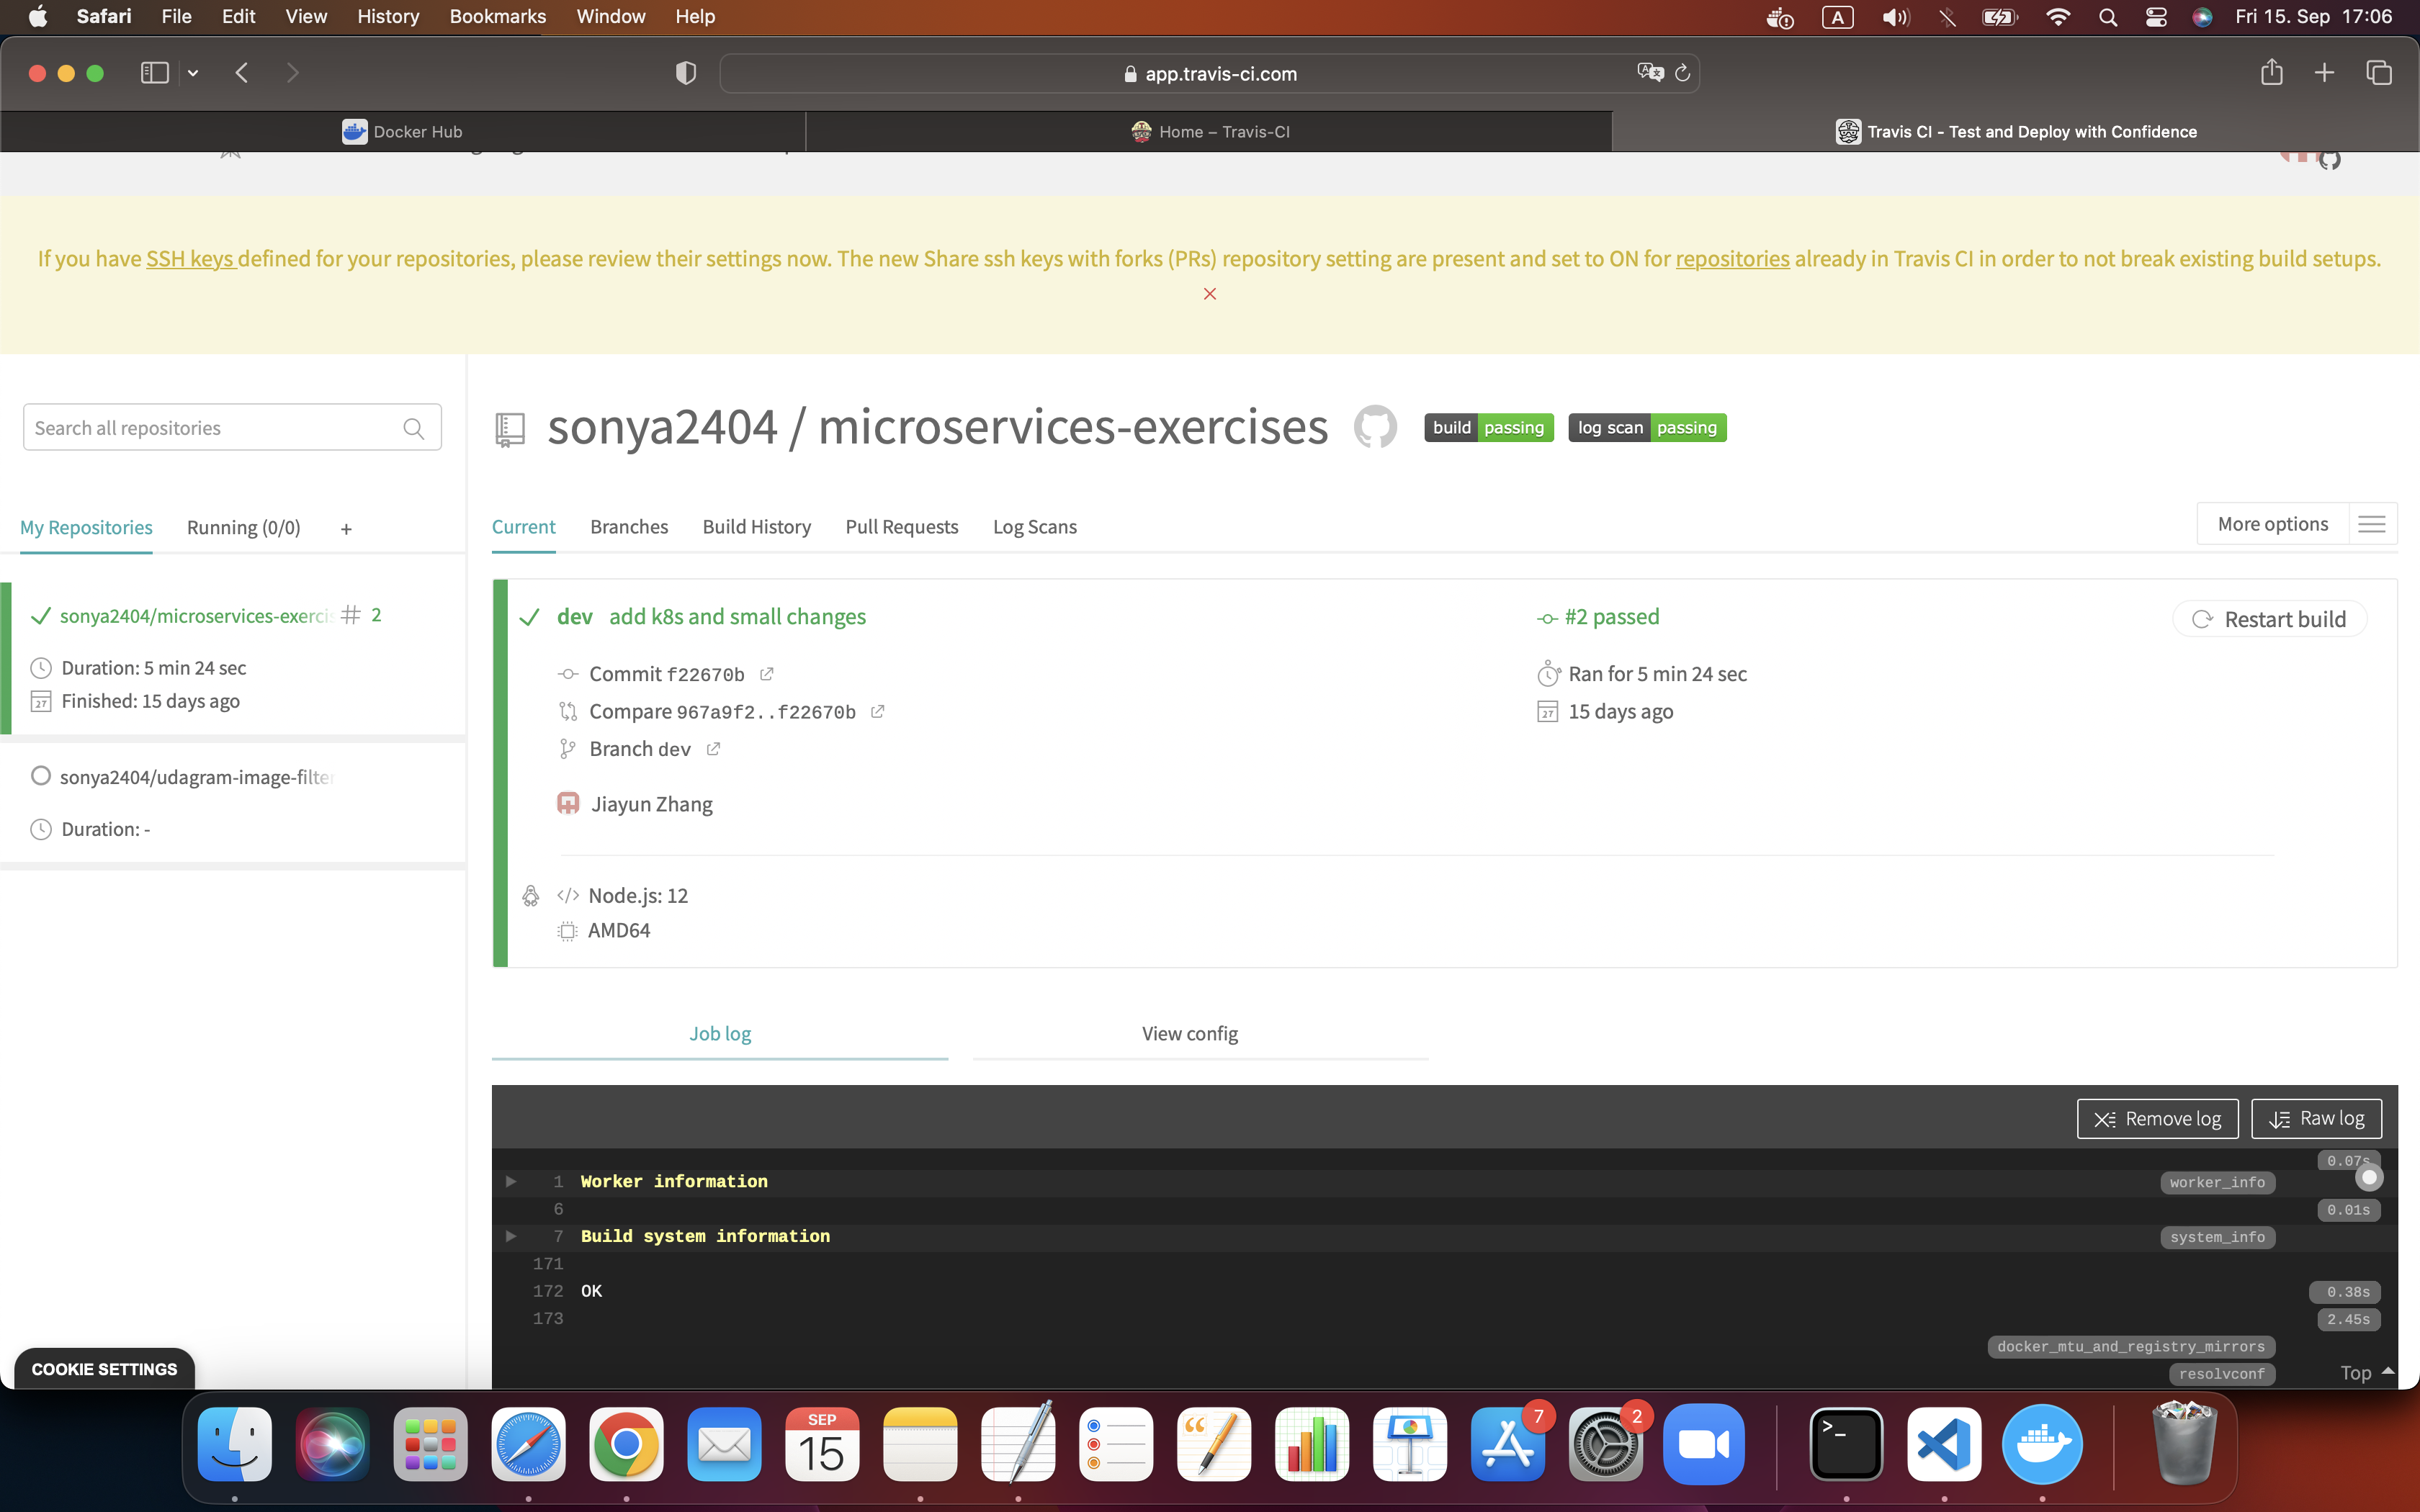 Safari File Edit View History Bookmarks Window Help
A
Fri 15. Sep 17:06
app.travis-ci.com
Docker Hub
Home – Travis-CI
Travis CI - Test and Deploy with Confidence
If you have SSH keys defined for your repositories, please review their settings now. The new Share ssh keys with forks (PRs) repository setting are present and set to ON for repositories already in Travis CI in order to not break existing build setups.
Search all repositories
sonya2404 / microservices-exercises
build passing
log scan passing
My Repositories Running (0/0) +
Current Branches Build History Pull Requests Log Scans
More options
sonya2404/microservices-exercis # 2
Duration: 5 min 24 sec
27 Finished: 15 days ago
sonya2404/udagram-image-filter
Duration: -
dev add k8s and small changes
#2 passed
Restart build
Commit f22670b
Ran for 5 min 24 sec
Compare 967a9f2..f22670b
27 15 days ago
Branch dev
Jiayun Zhang
</> Node.js: 12
AMD64
Job log
View config
Remove log
Raw log
0.07s
1 Worker information worker_info
6 0.01s
7 Build system information system_info
171
172 OK 0.38s
173 2.45s
docker_mtu_and_registry_mirrors
resolvconf
Top
COOKIE SETTINGS
SEP
15
7
2
>_